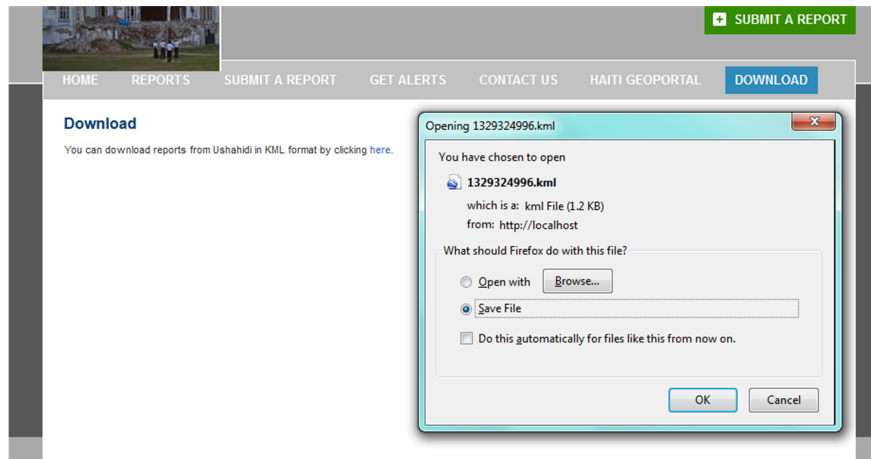 SUBMIT A REPORT
HOME REPORTS SUBMIT A REPORT GET ALERTS CONTACT US HAITI GEOPORTAL DOWNLOAD
Download
You can download reports from Ushahidi in KML format by clicking here.
Opening 1329324996.kml
You have chosen to open
1329324996.kml
which is a: kml File (1.2 KB)
from: http://localhost
What should Firefox do with this file?
Open with Browse...
Save File
Do this automatically for files like this from now on.
OK Cancel